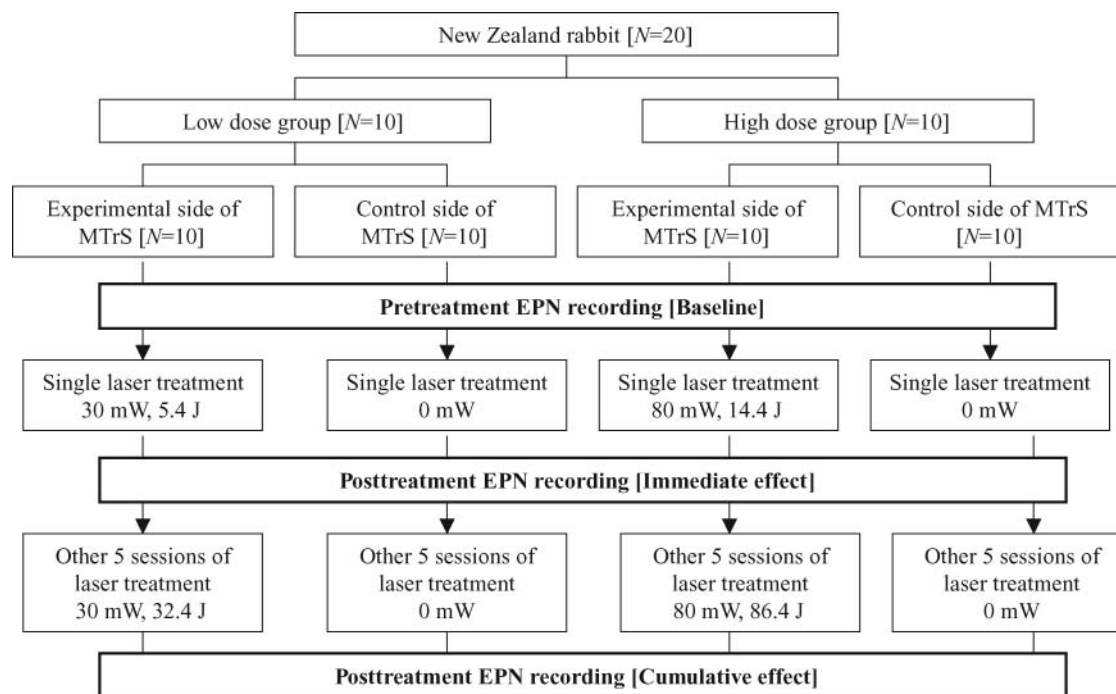 New Zealand rabbit [N=20]
Low dose group [N=10]
High dose group [N=10]
Experimental side of
MTrS [N=10]
Control side of
MTrS [N=10]
Experimental side of
MTrS [N=10]
Control side of MTrS
[N=10]
Pretreatment EPN recording [Baseline]
Single laser treatment
30 mW, 5.4 J
Single laser treatment
0 mW
Single laser treatment
80 mW, 14.4 J
Single laser treatment
0 mW
Posttreatment EPN recording [Immediate effect]
Other 5 sessions of
laser treatment
30 mW, 32.4 J
Other 5 sessions of
laser treatment
0 mW
Other 5 sessions of
laser treatment
80 mW, 86.4 J
Other 5 sessions of
laser treatment
0 mW
Posttreatment EPN recording [Cumulative effect]